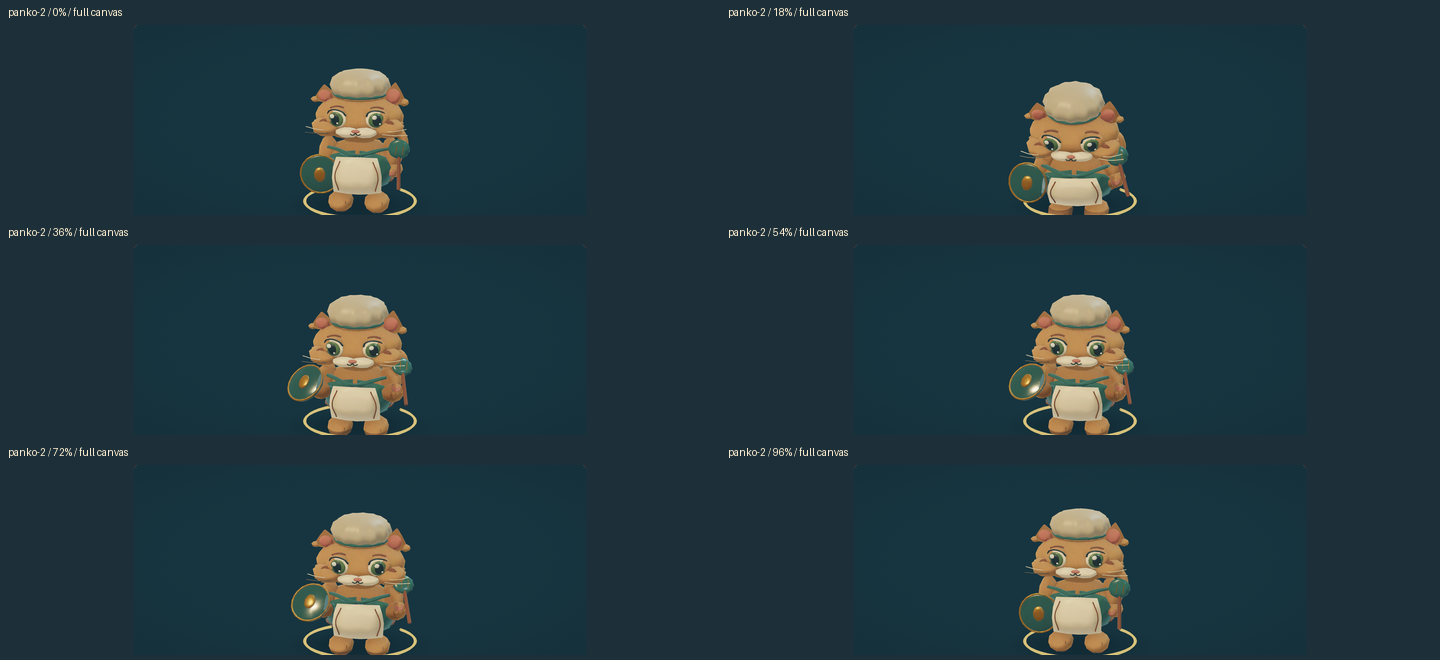 panko-2 / 0% / full canvas
panko-2 / 18% / full canvas
panko-2 / 36% / full canvas
panko-2 / 54% / full canvas
panko-2 / 72% / full canvas
panko-2 / 96% / full canvas